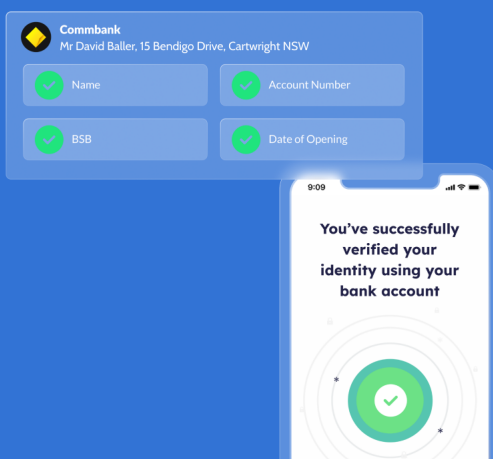 Commbank
Mr David Baller, 15 Bendigo Drive, Cartwright NSW
Name
Account Number
BSB
Date of Opening
9:09
You’ve successfully
verified your
identity using your
bank account
*
*